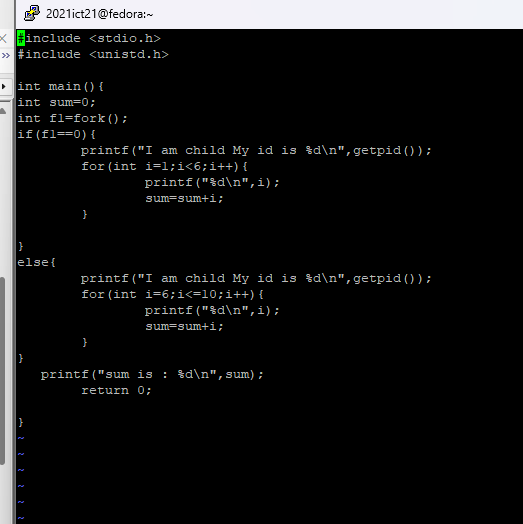 2021ict21@fedora:~
#include <stdio.h>
#include <unistd.h>
int main(){
int sum=0;
int f1=fork();
if(f1==0){
        printf("I am child My id is %d\n",getpid());
        for(int i=1;i<6;i++){
                printf("%d\n",i);
                sum=sum+i;
        }
}
else{
        printf("I am child My id is %d\n",getpid());
        for(int i=6;i<=10;i++){
                printf("%d\n",i);
                sum=sum+i;
        }
}
   printf("sum is : %d\n",sum);
        return 0;
}
~
~
~
~
~
~